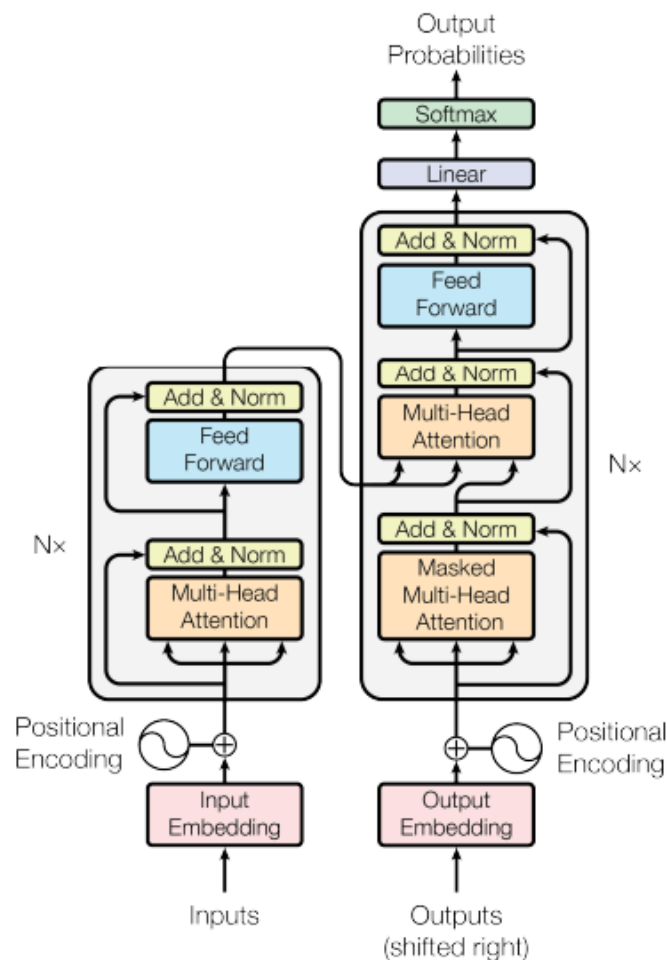 Output
Probabilities
Softmax
Linear
Add & Norm
Feed
Forward
Add & Norm
Multi-Head
Attention
Nx
Add & Norm
Masked
Multi-Head
Attention
Add & Norm
Feed
Forward
Nx
Add & Norm
Multi-Head
Attention
Positional
Encoding
Positional
Encoding
Input
Embedding
Output
Embedding
Inputs
Outputs
(shifted right)